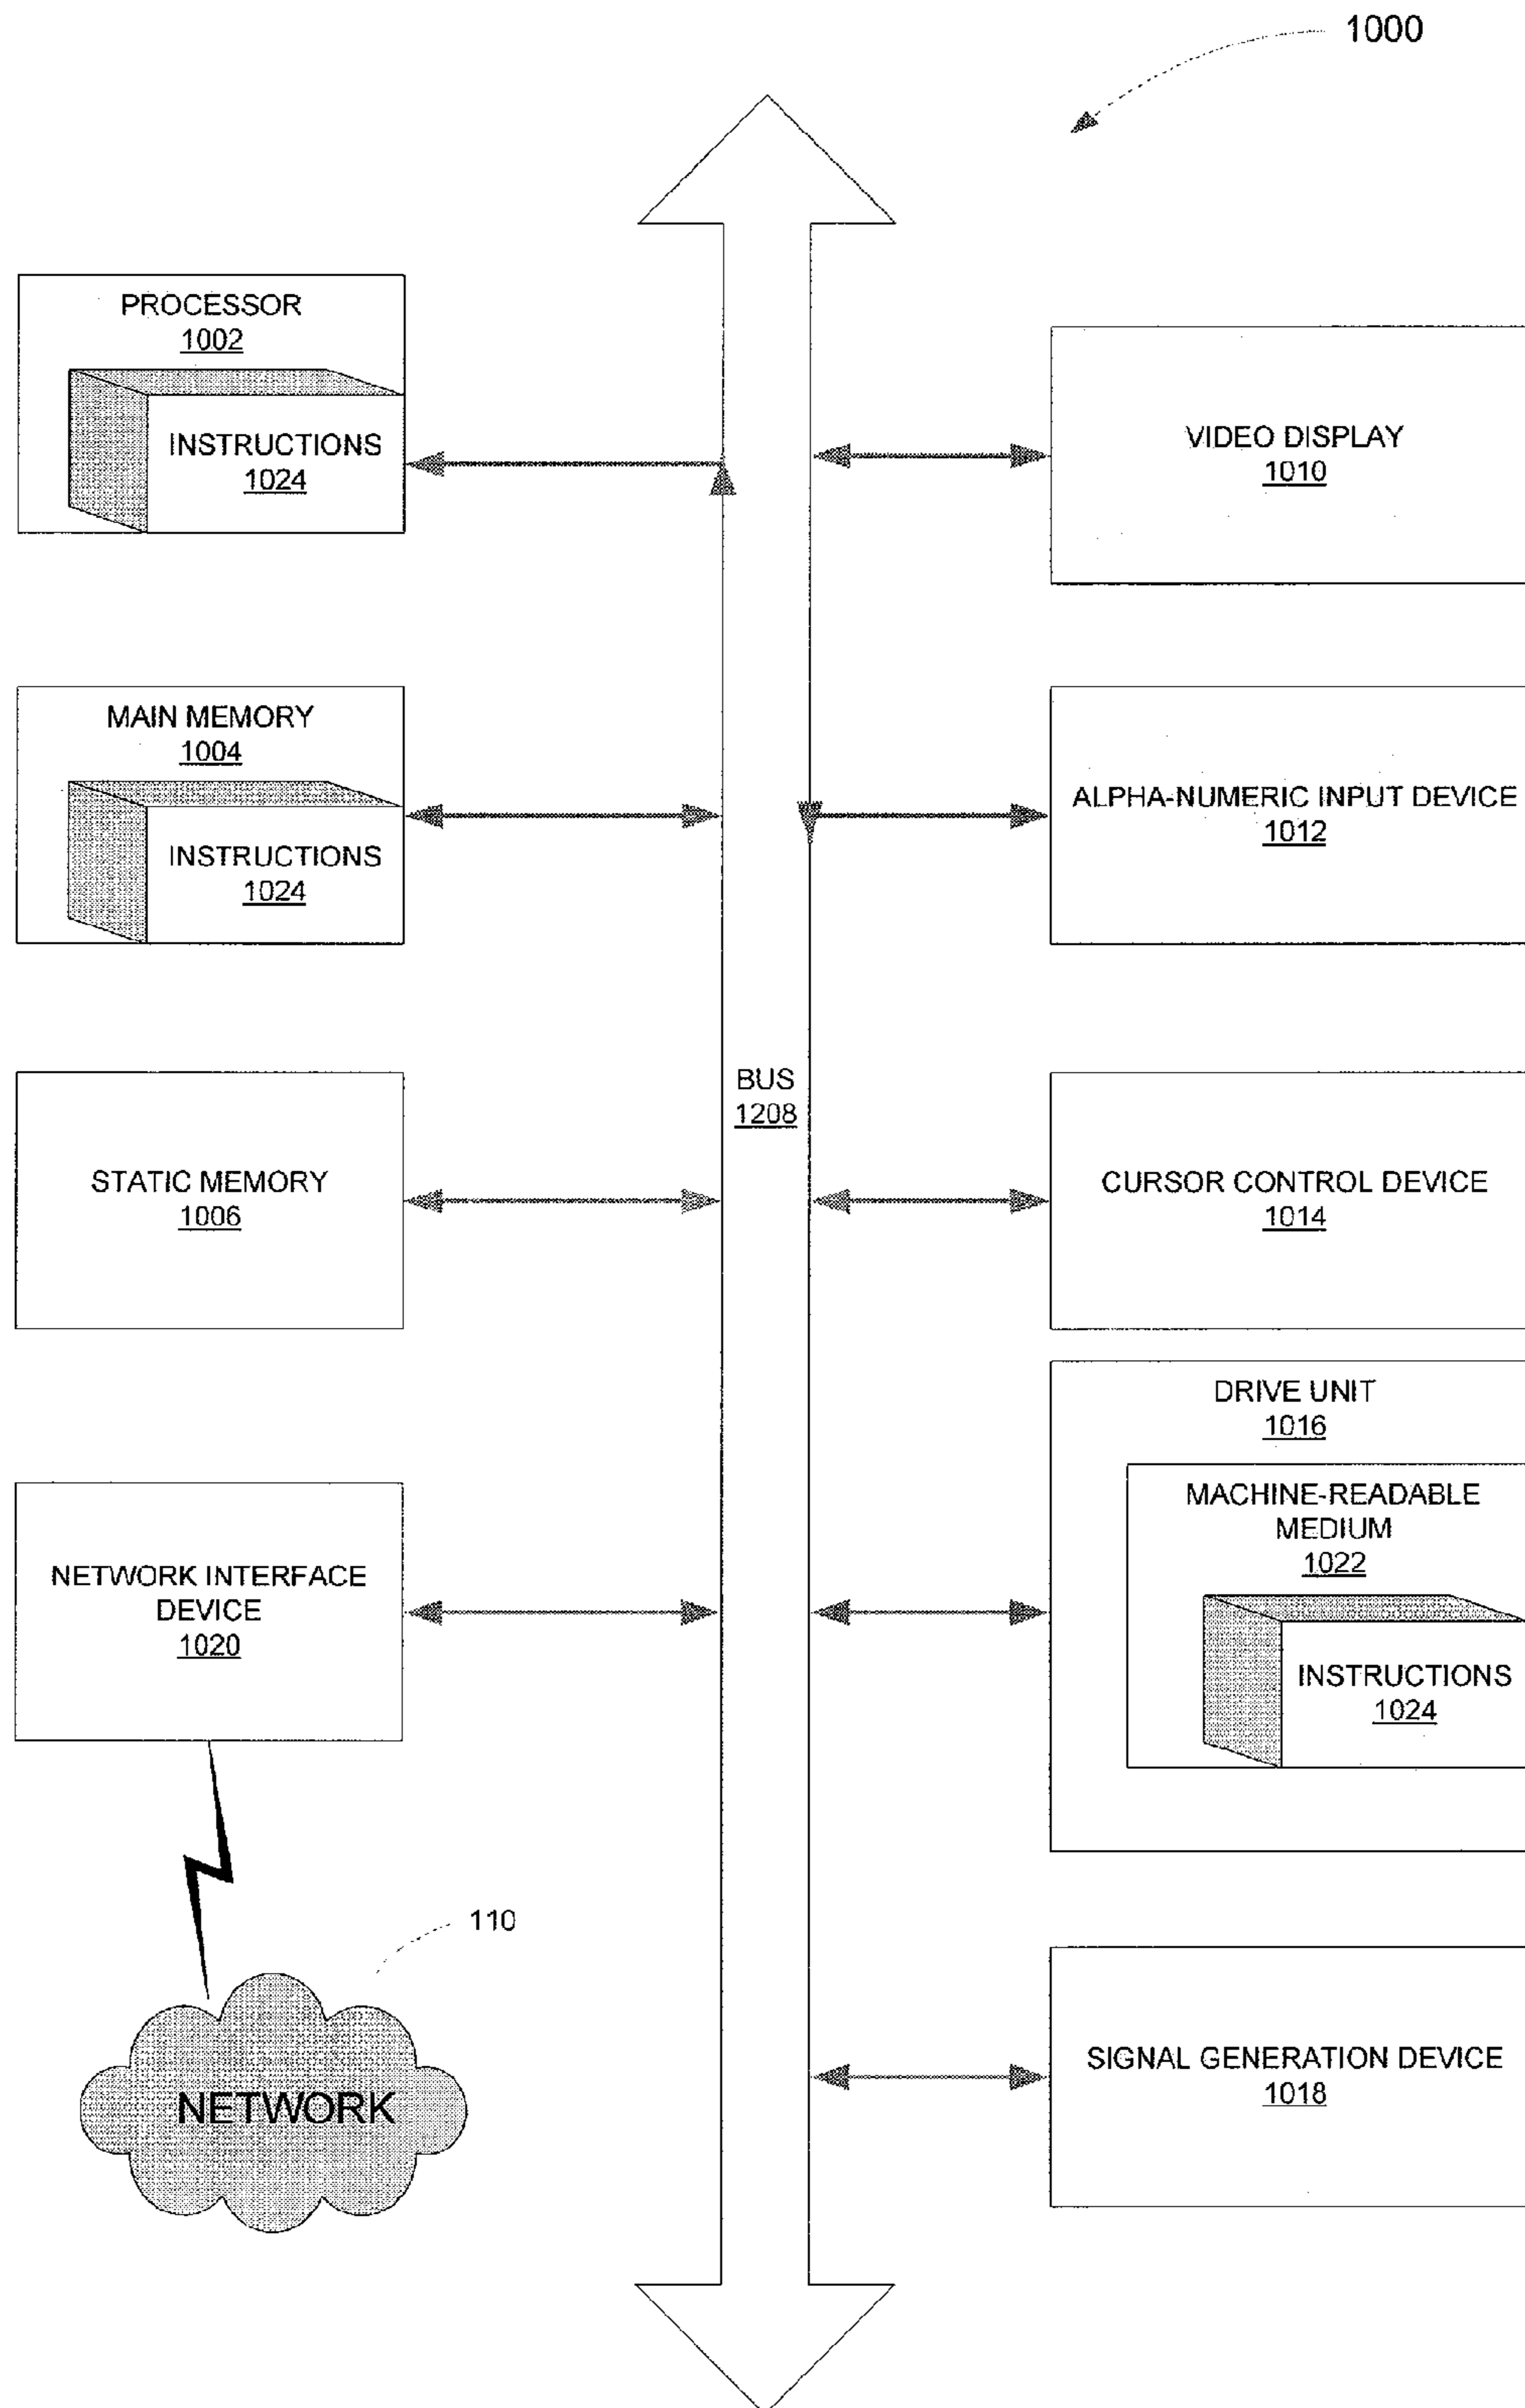 1000
PROCESSOR
1002
INSTRUCTIONS
1024
MAIN MEMORY
1004
INSTRUCTIONS
1024
STATIC MEMORY
1006
NETWORK INTERFACE
DEVICE
1020
110
NETWORK
BUS
1208
VIDEO DISPLAY
1010
ALPHA-NUMERIC INPUT DEVICE
1012
CURSOR CONTROL DEVICE
1014
DRIVE UNIT
1016
MACHINE-READABLE
MEDIUM
1022
INSTRUCTIONS
1024
SIGNAL GENERATION DEVICE
1018